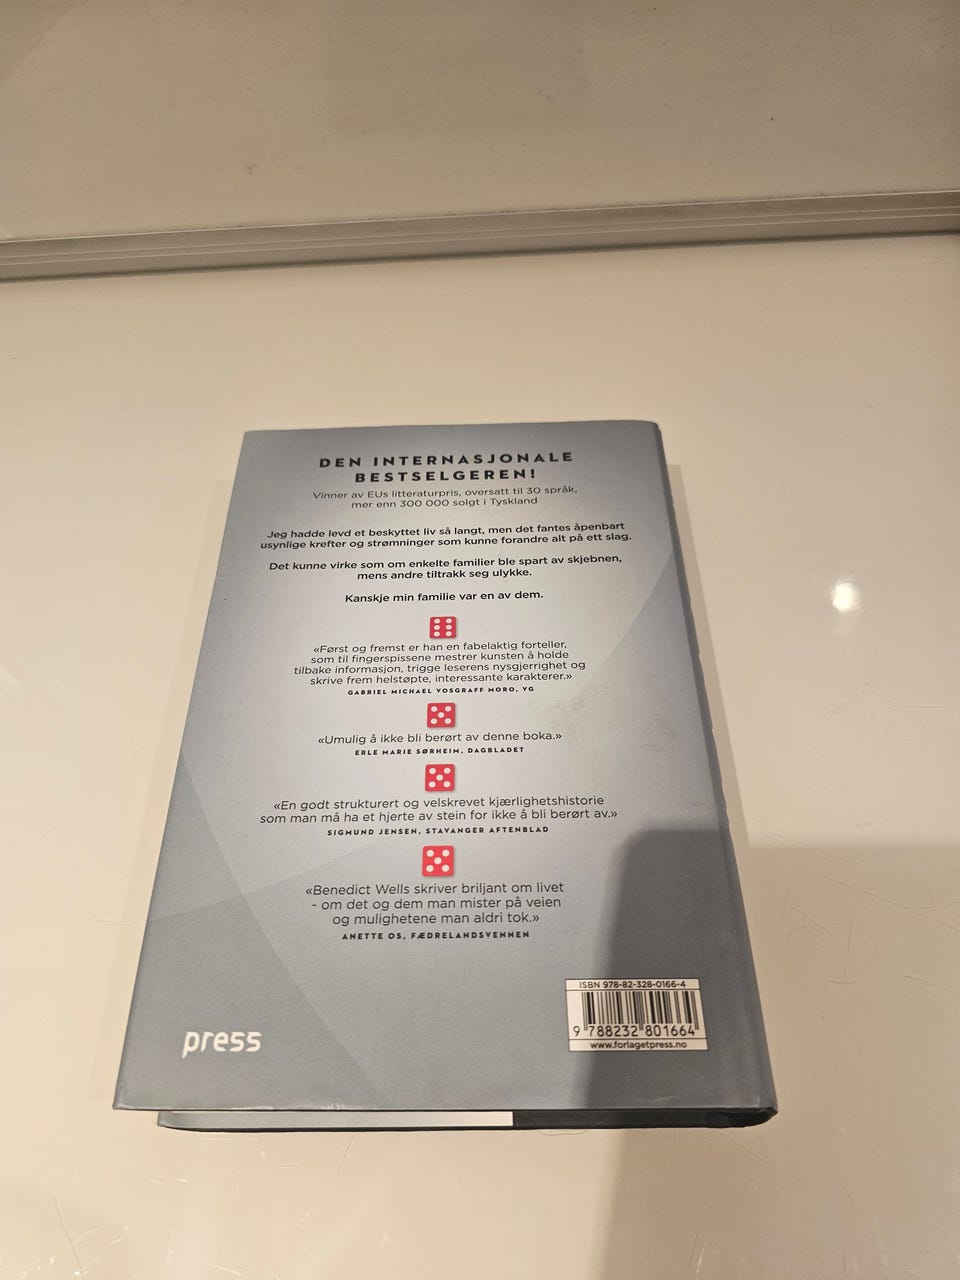 DEN INTERNASJONALE
BESTSELGEREN!
Vinner av EUs litteraturpris, oversatt til 30 språk,
mer enn 300 000 solgt i Tyskland
Jeg hadde levd et beskyttet liv så langt, men det fantes åpenbart
usynlige krefter og strømninger som kunne forandre alt på ett slag.
Det kunne virke som om enkelte familier ble spart av skjebnen,
mens andre tiltrakk seg ulykke.
Kanskje min familie var en av dem.
«Først og fremst er han en fabelaktig forteller,
som til fingerspissene mestrer kunsten å holde
tilbake informasjon, trigge leserens nysgjerrighet og
skrive frem helstøpte, interessante karakterer.»
GABRIEL MICHAEL VOSGRAFF MORO, VG
«Umulig å ikke bli berørt av denne boka.»
ERLE MARIE SØRHEIM, DAGBLADET
«En godt strukturert og velskrevet kjærlighetshistorie
som man må ha et hjerte av stein for ikke å bli berørt av.»
SIGMUND JENSEN, STAVANGER AFTENBLAD
«Benedict Wells skriver briljant om livet
- om det og dem man mister på veien
og mulighetene man aldri tok.»
ANETTE OS, FÆDRELANDSVENNEN
ISBN 978-82-328-0166-4
9 788232 801664
www.forlagetpress.no
press